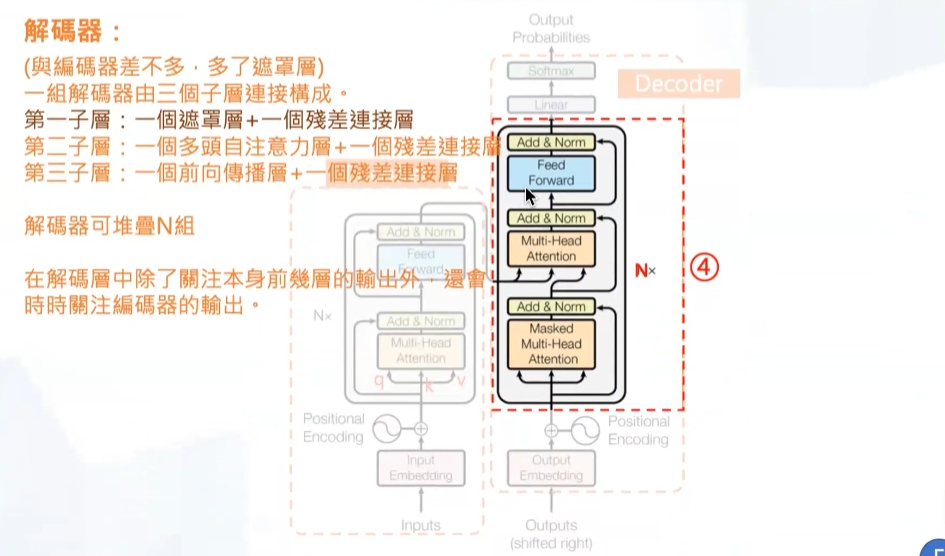 解碼器：
(與編碼器差不多，多了遮罩層)
一組解碼器由三個子層連接構成。
第一子層：一個遮罩層+一個殘差連接層
第二子層：一個多頭自注意力層+一個殘差連接層
第三子層：一個前向傳播層+一個殘差連接層
解碼器可堆疊N組
在解碼層中除了關注本身前幾層的輸出外，還會
時時關注編碼器的輸出。
Output
Probabilities
Softmax
Linear
Decoder
Add & Norm
Feed
Forward
Add & Norm
Multi-Head
Attention
Add & Norm
Masked
Multi-Head
Attention
N×
④
Positional
Encoding
Output
Embedding
Outputs
(shifted right)
Add & Norm
Feed
Forward
N×
Add & Norm
Multi-Head
Attention
q
k
v
Positional
Encoding
Input
Embedding
Inputs